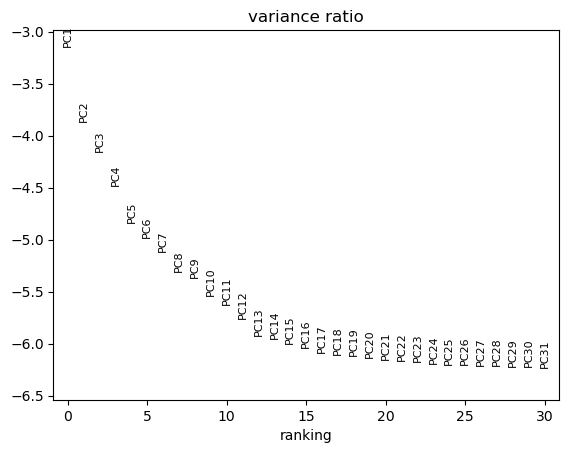 variance ratio
−3.0
−3.5
−4.0
−4.5
−5.0
−5.5
−6.0
−6.5
PC1
PC2
PC3
PC4
PC5
PC6
PC7
PC8
PC9
PC10
PC11
PC12
PC13
PC14
PC15
PC16
PC17
PC18
PC19
PC20
PC21
PC22
PC23
PC24
PC25
PC26
PC27
PC28
PC29
PC30
PC31
0 5 10 15 20 25 30
ranking